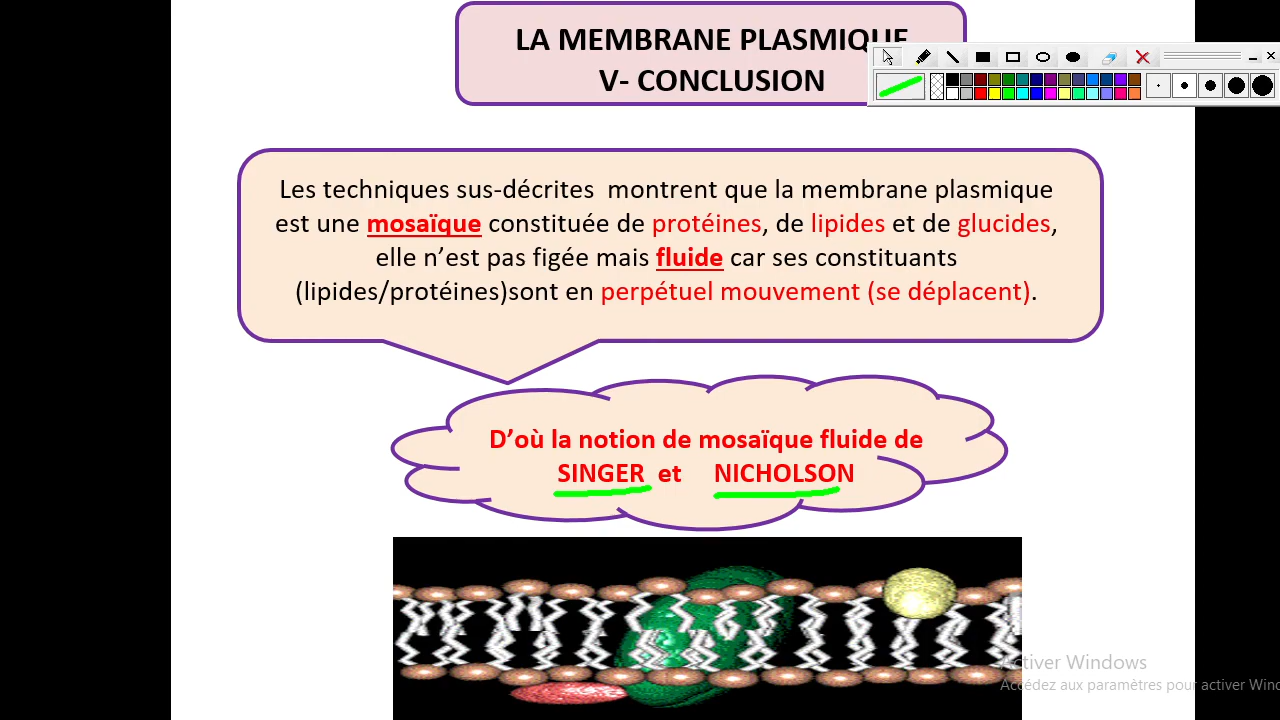 LA MEMBRANE PLASMIQUE
V- CONCLUSION
Les techniques sus-décrites montrent que la membrane plasmique
est une mosaïque constituée de protéines, de lipides et de glucides,
elle n’est pas figée mais fluide car ses constituants
(lipides/protéines)sont en perpétuel mouvement (se déplacent).
D’où la notion de mosaïque fluide de
SINGER et NICHOLSON
Activer Windows
Accédez aux paramètres pour activer